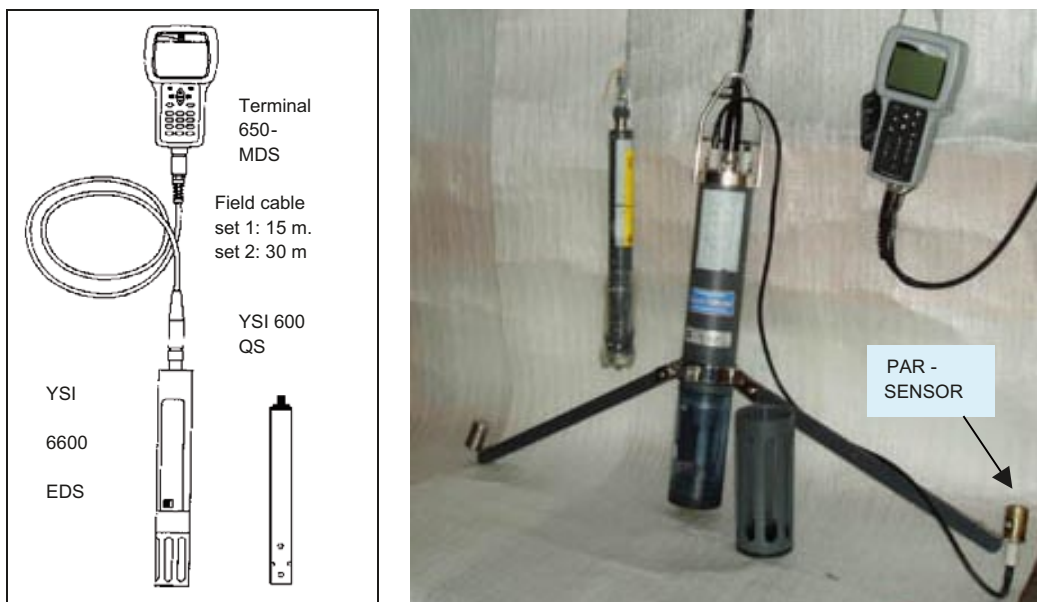 Terminal
650-
MDS
Field cable
set 1: 15 m.
set 2: 30 m
YSI 600
QS
YSI
6600
EDS
PAR -
SENSOR